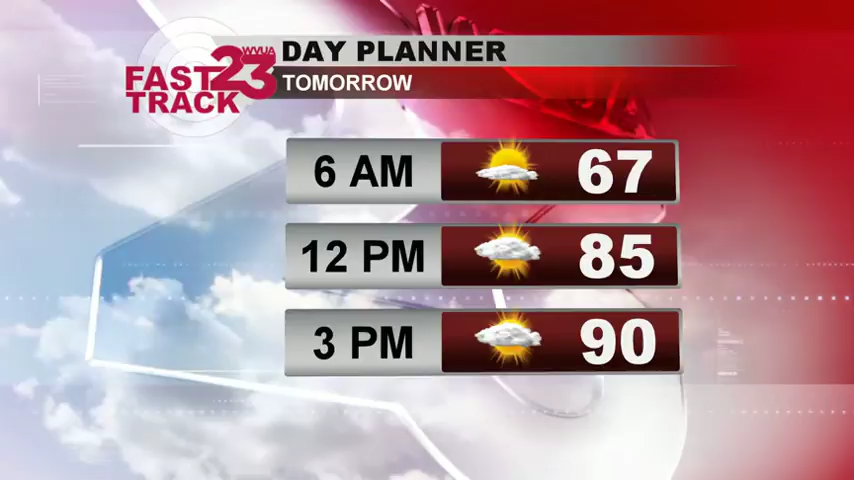 WVUA
23
FAST
TRACK
DAY PLANNER
TOMORROW
6 AM 67
12 PM 85
3 PM 90